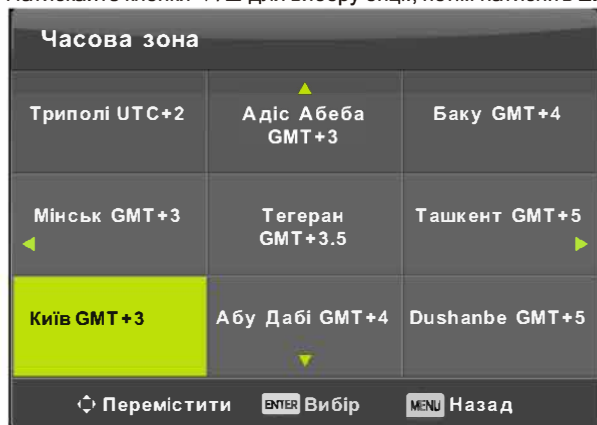 Часова зона
Триполі UTC+2
Адіс Абеба
GMT+3
Баку GMT+4
Мінськ GMT+3
Тегеран
GMT+3.5
Ташкент GMT+5
Київ GMT+3
Абу Дабі GMT+4
Dushanbe GMT+5
Перемістити ENTER Вибір MENU Назад